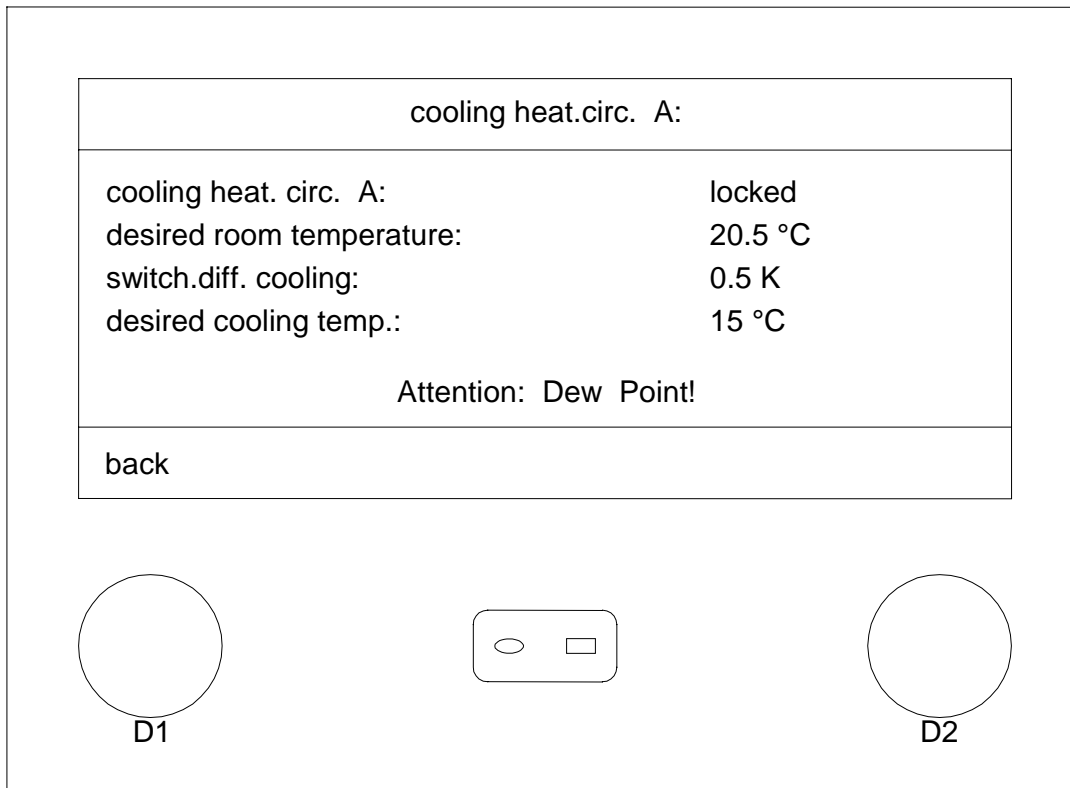 cooling heat.circ. A:
cooling heat. circ. A: locked
desired room temperature: 20.5 °C
switch.diff. cooling: 0.5 K
desired cooling temp.: 15 °C
Attention: Dew Point!
back
D1 D2